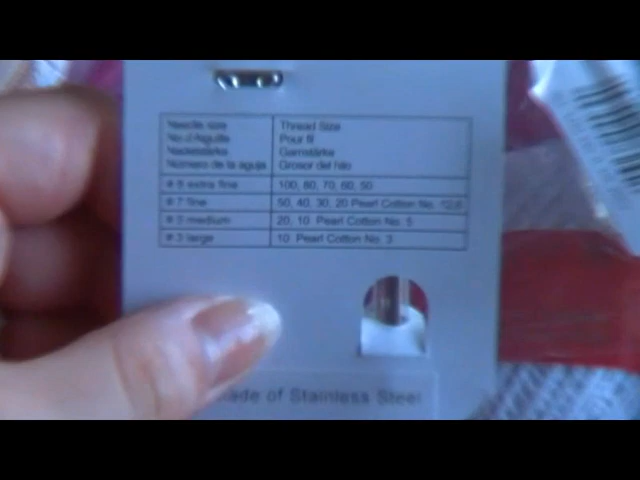 Needle size Thread Size
No. d'Aiguille Pour fil
Nadelstärke Garnstärke
Número de la aguja Grosor del hilo
extra fine 100, 80, 70, 60, 50
# 7 fine 50, 40, 30, 20 Pearl Cotton No.
# 5 medium 20, 10 Pearl Cotton No. 5
# 3 large 10 Pearl Cotton No. 3
Made of Stainless Steel